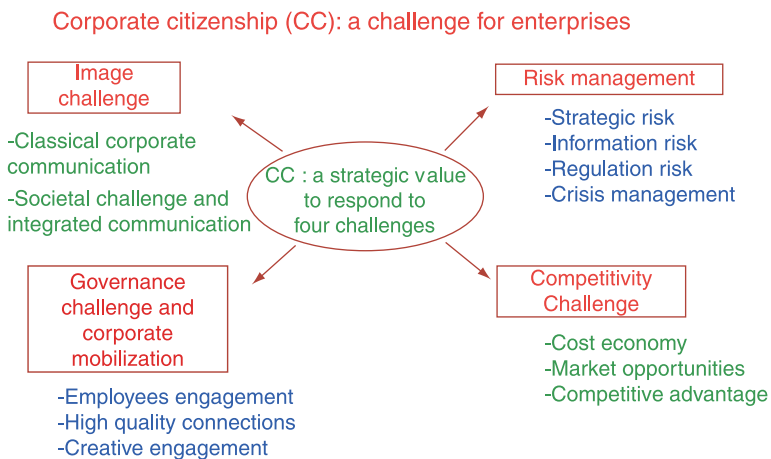 Corporate citizenship (CC): a challenge for enterprises
Image
challenge
-Classical corporate
communication
-Societal challenge and
integrated communication
Risk management
-Strategic risk
-Information risk
-Regulation risk
-Crisis management
CC : a strategic value
to respond to
four challenges
Governance
challenge and
corporate
mobilization
-Employees engagement
-High quality connections
-Creative engagement
Competitivity
Challenge
-Cost economy
-Market opportunities
-Competitive advantage